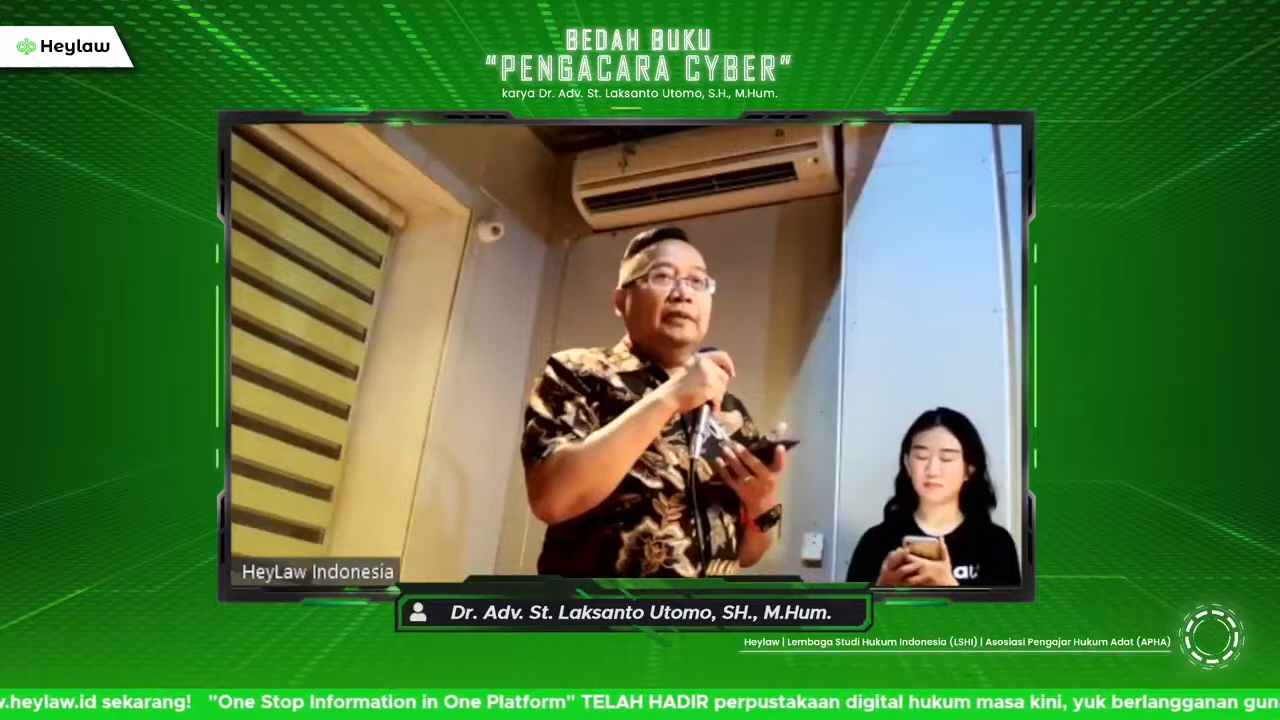 Heylaw
BEDAH BUKU
"PENGACARA CYBER"
karya Dr. Adv. St. Laksanto Utomo, S.H., M.Hum.
HeyLaw Indonesia
Dr. Adv. St. Laksanto Utomo, SH., M.Hum.
Heylaw | Lembaga Studi Hukum Indonesia (LSHI) | Asosiasi Pengajar Hukum Adat (APHA)
w.heylaw.id sekarang! "One Stop Information in One Platform" TELAH HADIR perpustakaan digital hukum masa kini, yuk berlangganan gun